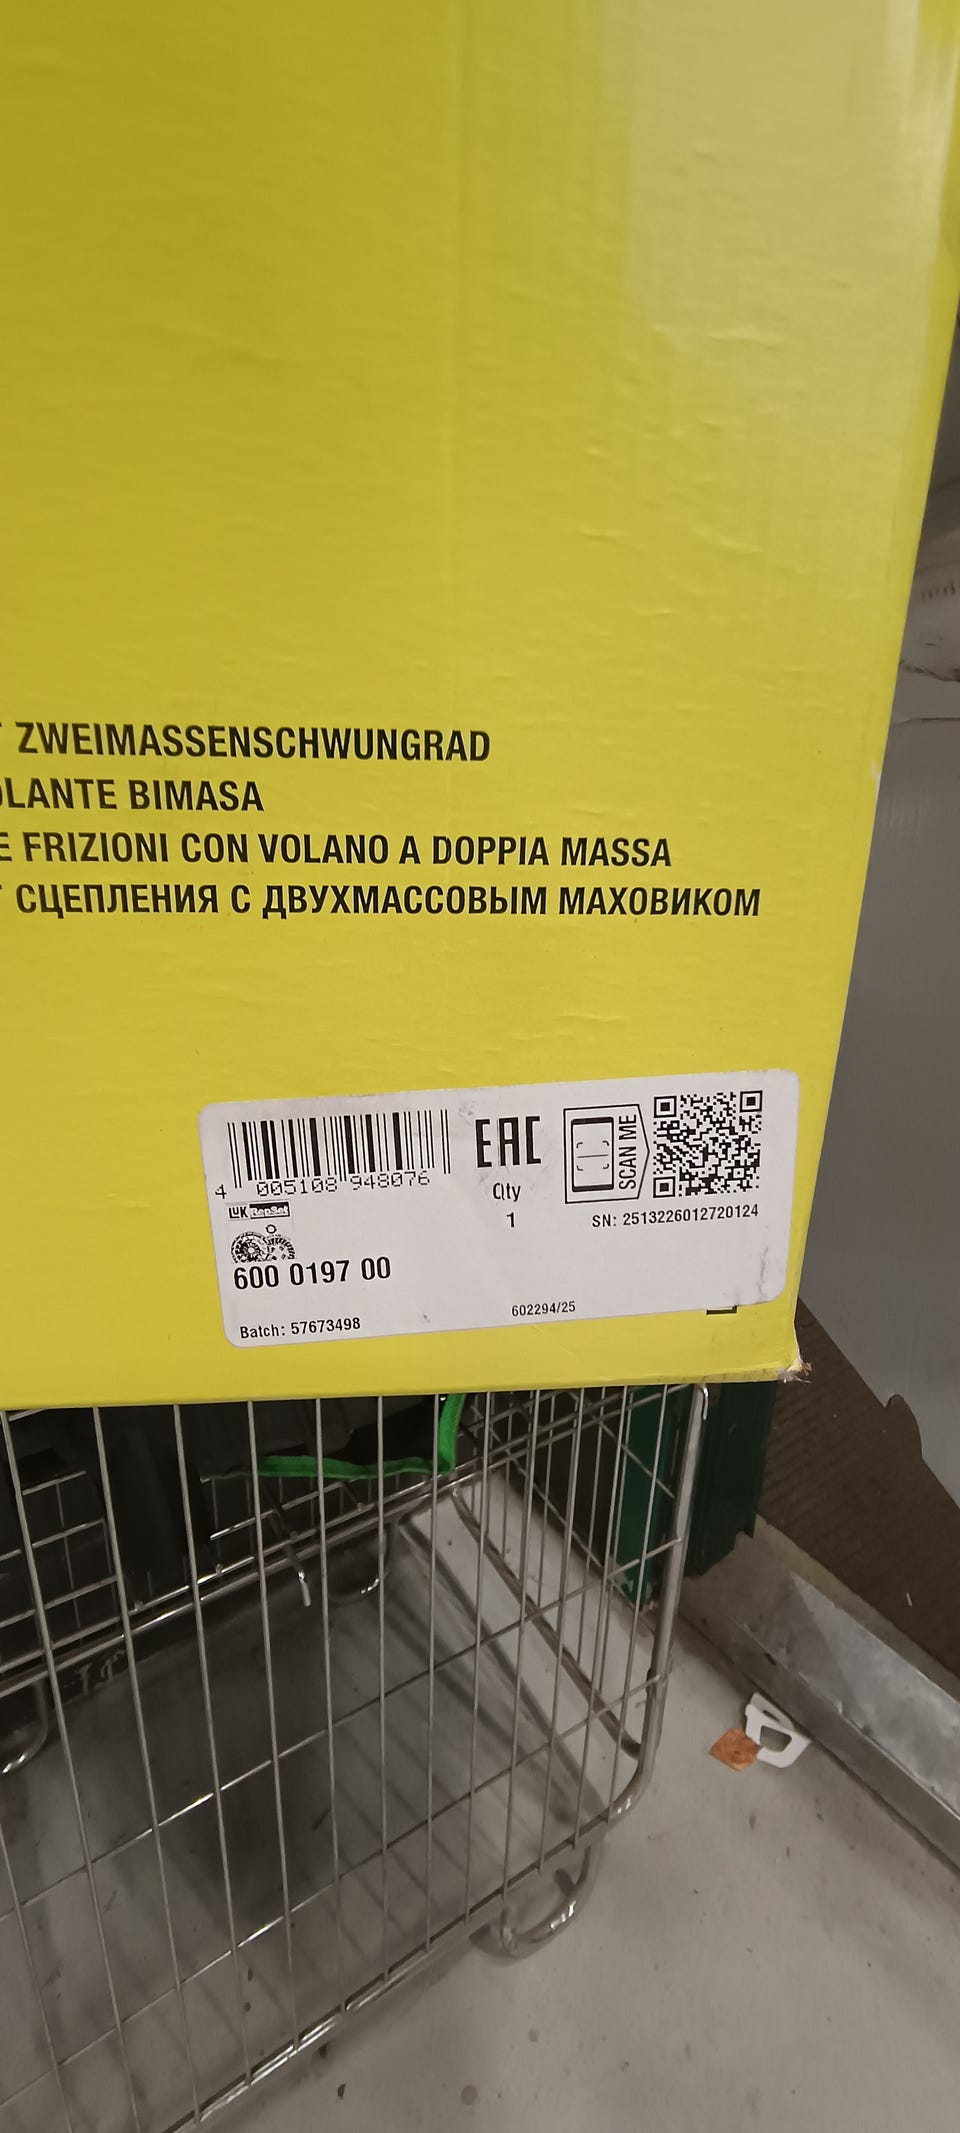 ZWEIMASSENSCHWUNGRAD
OLANTE BIMASA
E FRIZIONI CON VOLANO A DOPPIA MASSA
СЦЕПЛЕНИЯ С ДВУХМАССОВЫМ МАХОВИКОМ
4 005108 948076
EAC
SCAN ME
Qty
1
SN: 2513226012720124
LuK RepSet
600 0197 00
Batch: 57673498
602294/25